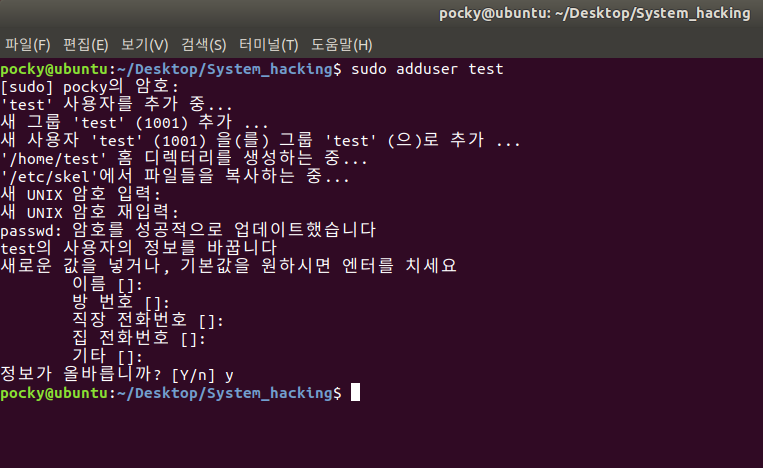 pocky@ubuntu: ~/Desktop/System_hacking
파일(F) 편집(E) 보기(V) 검색(S) 터미널(T) 도움말(H)
pocky@ubuntu:~/Desktop/System_hacking$ sudo adduser test
[sudo] pocky의 암호:
'test' 사용자를 추가 중...
새 그룹 'test' (1001) 추가 ...
새 사용자 'test' (1001) 을(를) 그룹 'test' (으)로 추가 ...
'/home/test' 홈 디렉터리를 생성하는 중...
'/etc/skel'에서 파일들을 복사하는 중...
새 UNIX 암호 입력:
새 UNIX 암호 재입력:
passwd: 암호를 성공적으로 업데이트했습니다
test의 사용자의 정보를 바꿉니다
새로운 값을 넣거나, 기본값을 원하시면 엔터를 치세요
이름 []:
방 번호 []:
직장 전화번호 []:
집 전화번호 []:
기타 []:
정보가 올바릅니까? [Y/n] y
pocky@ubuntu:~/Desktop/System_hacking$